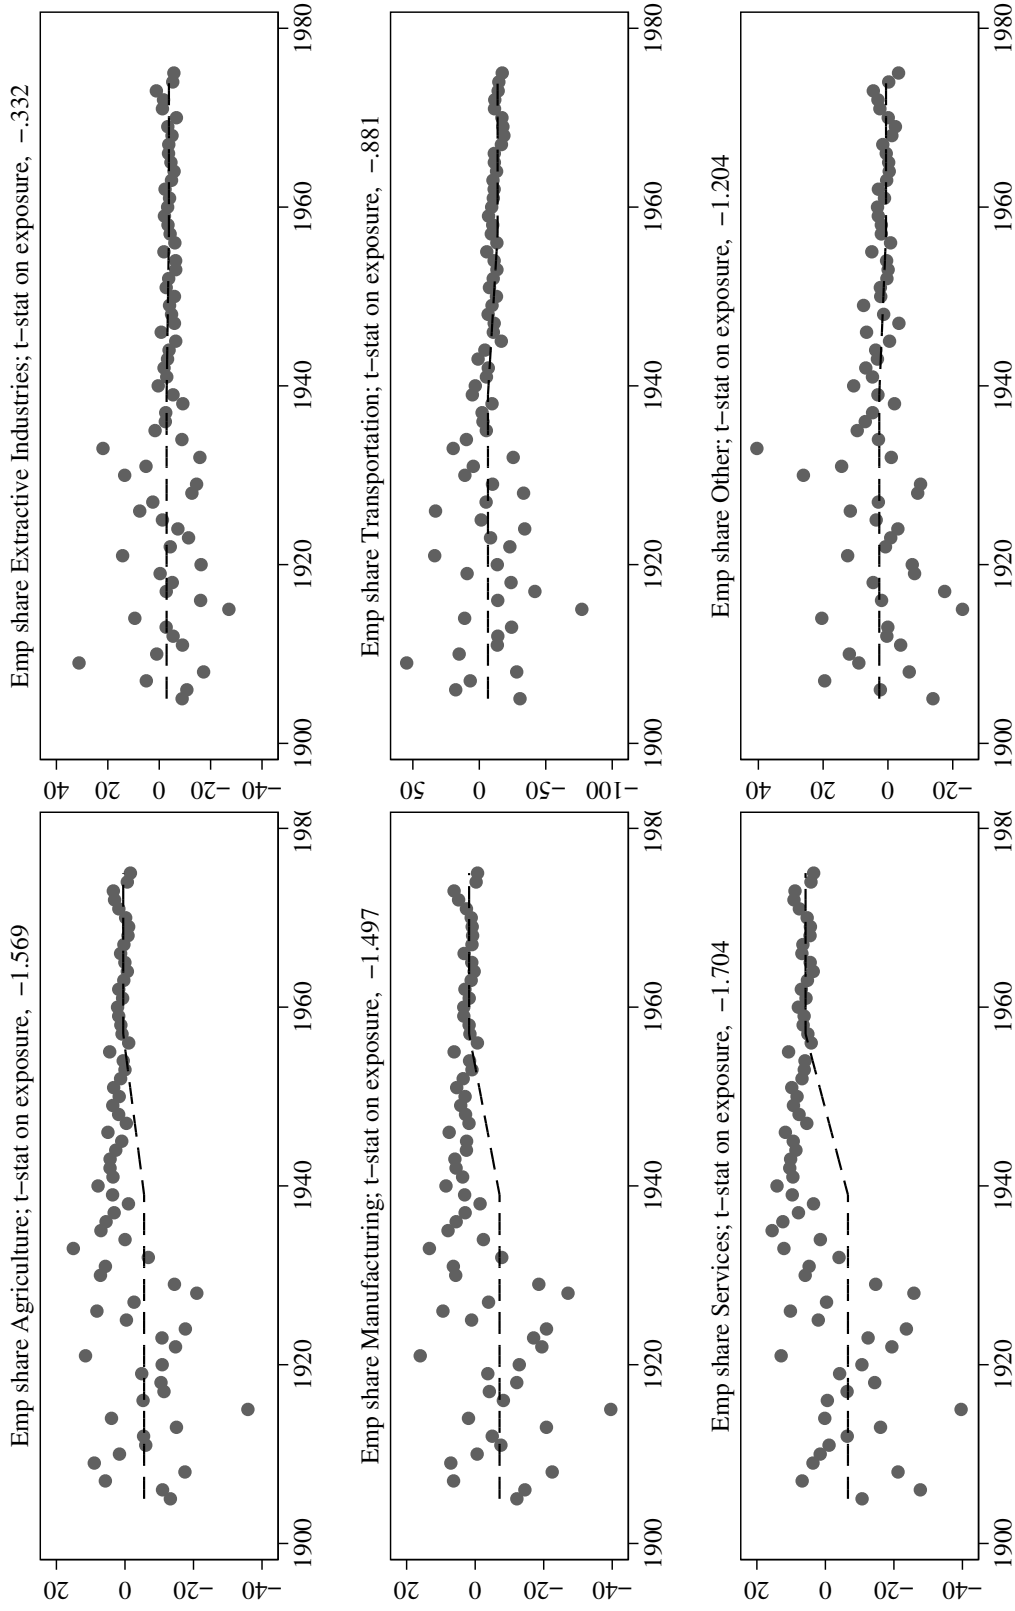 Emp share Agriculture; t−stat on exposure, −1.569
20
0
−20
−40
1900 1920 1940 1960 198
Emp share Extractive Industries; t−stat on exposure, −.332
40
20
0
−20
−40
1900 1920 1940 1960 1980
Emp share Manufacturing; t−stat on exposure, −1.497
20
0
−20
−40
1900 1920 1940 1960 198
Emp share Transportation; t−stat on exposure, −.881
50
0
−50
−100
1900 1920 1940 1960 1980
Emp share Services; t−stat on exposure, −1.704
20
0
−20
−40
1900 1920 1940 1960 198
Emp share Other; t−stat on exposure, −1.204
40
20
0
−20
1900 1920 1940 1960 1980